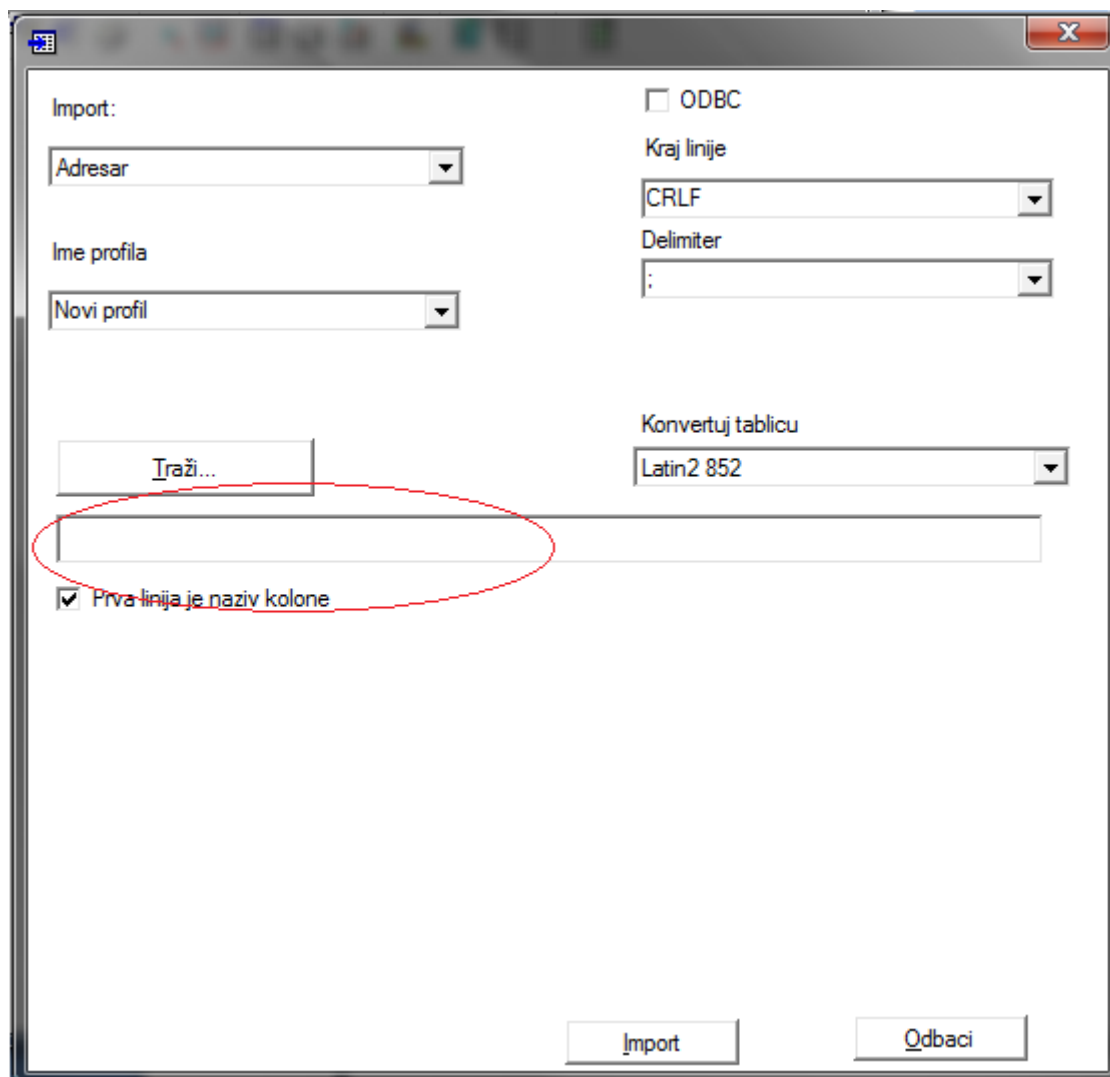 Import:
Adresar
Ime profila
Novi profil
ODBC
Kraj linije
CRLF
Delimiter
;
Konvertuj tablicu
Latin2 852
Traži...
Prva linija je naziv kolone
Import
Odbaci